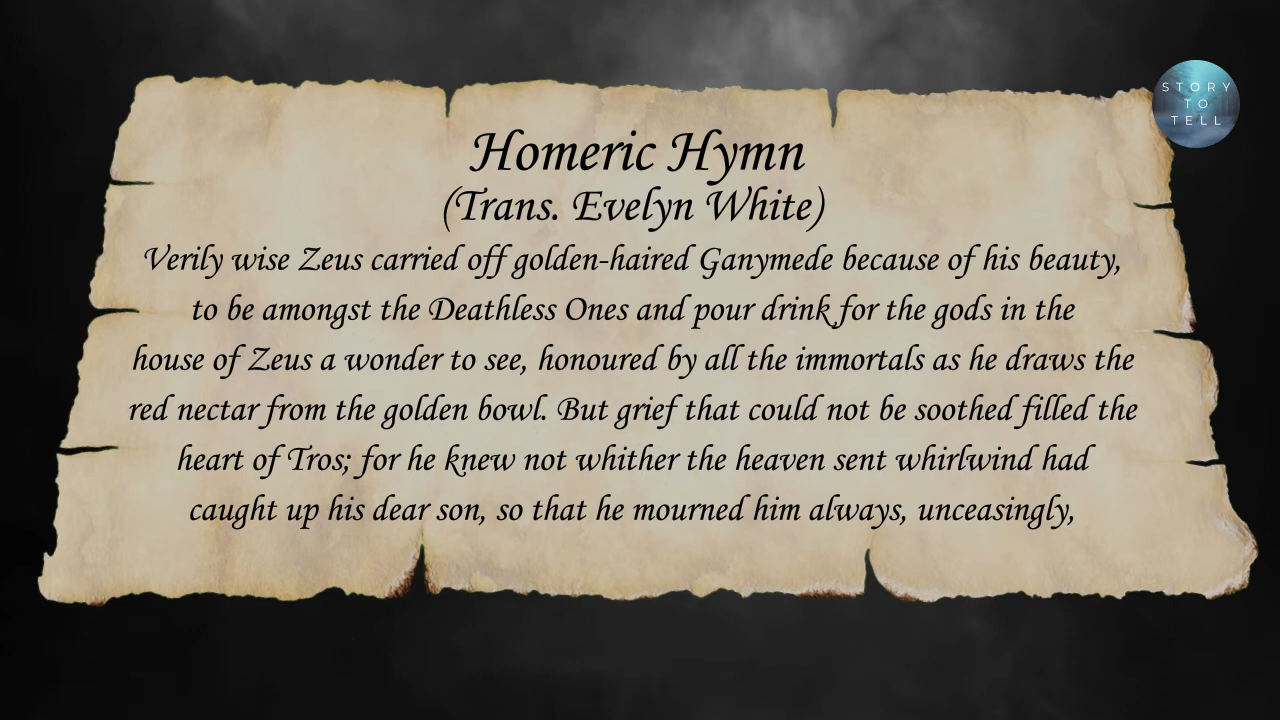 STORY
TO
TELL
Homeric Hymn
(Trans. Evelyn White)
Verily wise Zeus carried off golden-haired Ganymede because of his beauty,
to be amongst the Deathless Ones and pour drink for the gods in the
house of Zeus a wonder to see, honoured by all the immortals as he draws the
red nectar from the golden bowl. But grief that could not be soothed filled the
heart of Tros; for he knew not whither the heaven sent whirlwind had
caught up his dear son, so that he mourned him always, unceasingly,